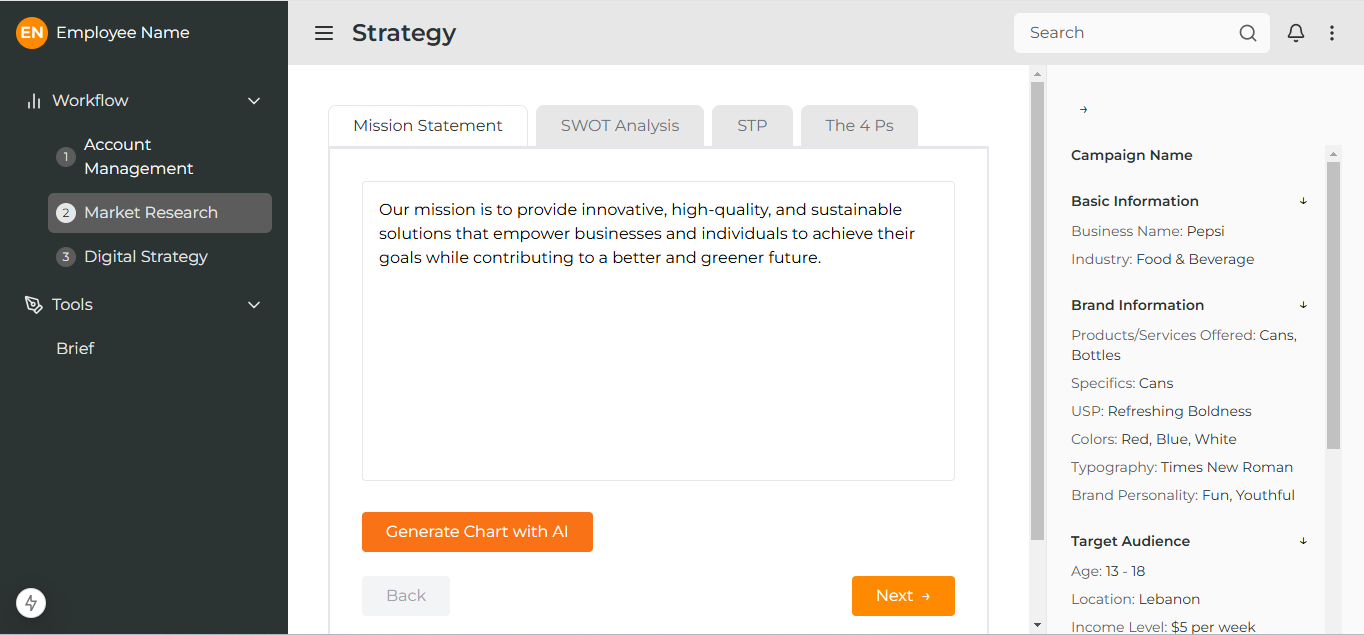 EN Employee Name
Workflow
1 Account
Management
2 Market Research
3 Digital Strategy
Tools
Brief
Strategy
Search
Mission Statement
SWOT Analysis
STP
The 4 Ps
Our mission is to provide innovative, high-quality, and sustainable
solutions that empower businesses and individuals to achieve their
goals while contributing to a better and greener future.
Generate Chart with AI
Back
Next →
→
Campaign Name
Basic Information ↓
Business Name: Pepsi
Industry: Food & Beverage
Brand Information ↓
Products/Services Offered: Cans,
Bottles
Specifics: Cans
USP: Refreshing Boldness
Colors: Red, Blue, White
Typography: Times New Roman
Brand Personality: Fun, Youthful
Target Audience ↓
Age: 13 - 18
Location: Lebanon
Income Level: $5 per week